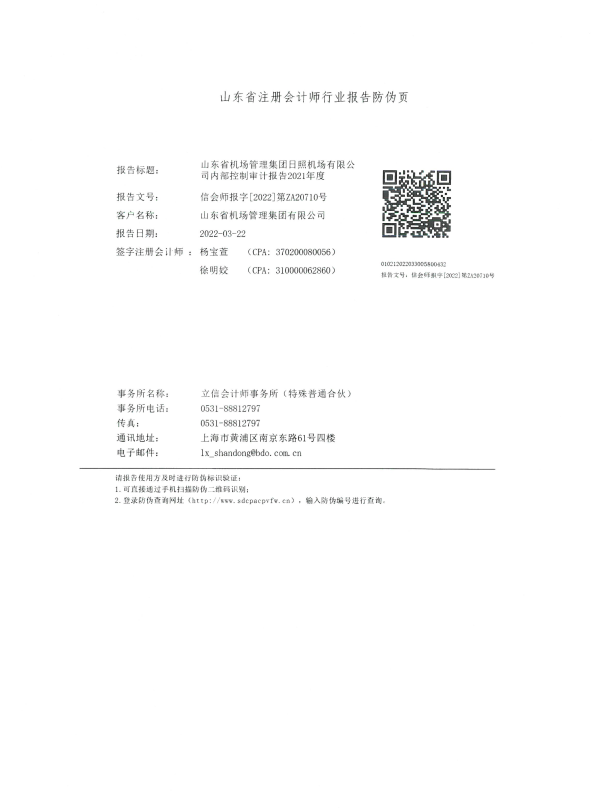 山东省注册会计师行业报告防伪页
报告标题： 山东省机场管理集团日照机场有限公
司内部控制审计报告2021年度
报告文号： 信会师报字[2022]第ZA20710号
客户名称： 山东省机场管理集团有限公司
报告日期： 2022-03-22
签字注册会计师： 杨宝萱 （CPA: 370200080056）
徐明姣 （CPA: 310000062860）
010212022033005800432
报告文号：信会师报字[2022]第ZA20710号
事务所名称： 立信会计师事务所（特殊普通合伙）
事务所电话： 0531-88812797
传真： 0531-88812797
通讯地址： 上海市黄浦区南京东路61号四楼
电子邮件： lx_shandong@bdo.com.cn
请报告使用方及时进行防伪标识验证：
1.可直接通过手机扫描防伪二维码识别；
2.登录防伪查询网址（http://www.sdcpacpvfw.cn），输入防伪编号进行查询。